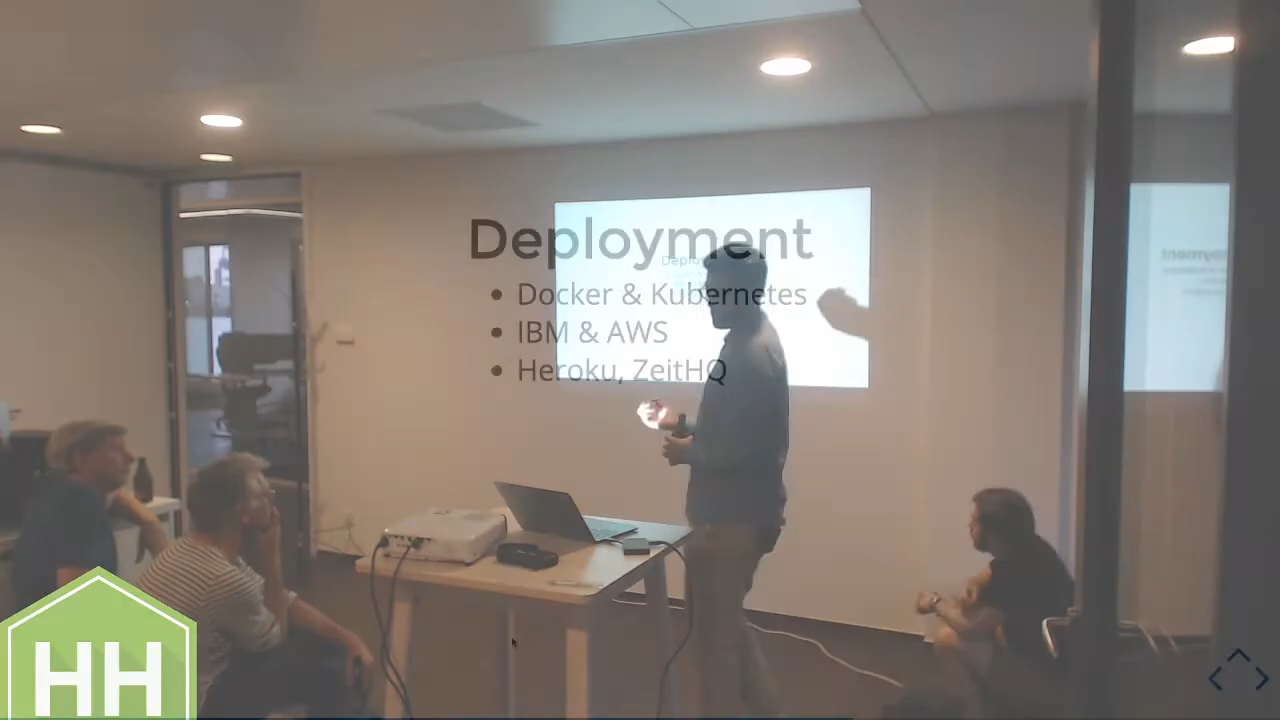 Deployment
Docker & Kubernetes
IBM & AWS
Heroku, ZeitHQ
HH